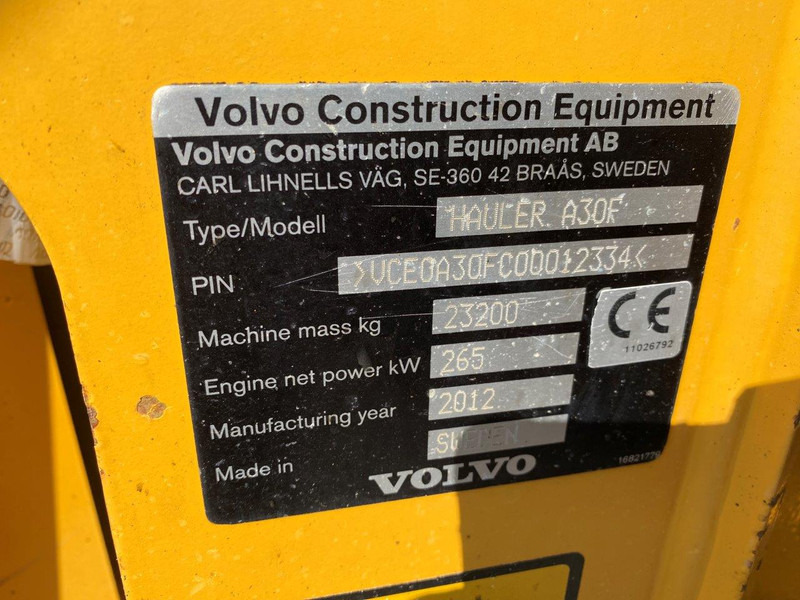 Volvo Construction Equipment
Volvo Construction Equipment AB
CARL LIHNELLS VÄG, SE-360 42 BRAÅS, SWEDEN
Type/Modell HAULER A30F
PIN >VCE0A30FC00012334<
Machine mass kg 23200
CE
11026792
Engine net power kW 265
Manufacturing year 2012
Made in SWEDEN
VOLVO